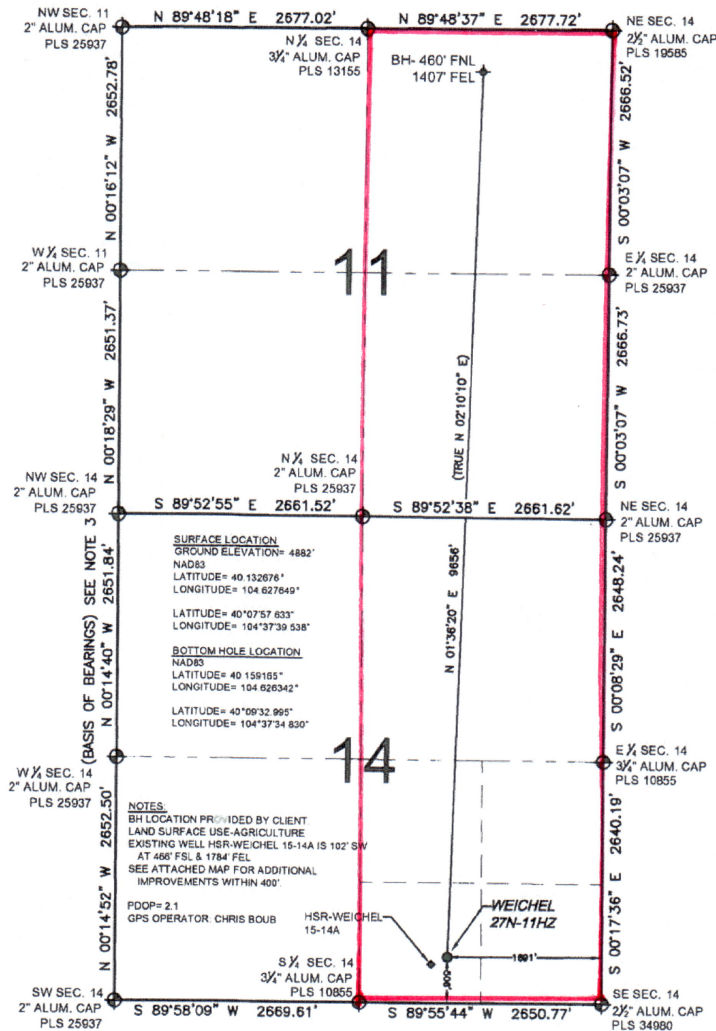 NW SEC. 11
2" ALUM. CAP
PLS 25937
N 89°48'18" E 2677.02'
N 89°48'37" E 2677.72'
NE SEC. 14
2½" ALUM. CAP
PLS 19585
N ¼ SEC. 14
3¼" ALUM. CAP
PLS 13155
BH- 460' FNL
1407' FEL
N 00°16'12" W 2652.78'
S 00°03'07" W 2666.52'
W ¼ SEC. 11
2" ALUM. CAP
PLS 25937
11
E ¼ SEC. 14
2" ALUM. CAP
PLS 25937
N 00°18'29" W 2651.37'
(TRUE N 02°10'10" E)
S 00°03'07" W 2666.73'
NW SEC. 14
2" ALUM. CAP
PLS 25937
N ¼ SEC. 14
2" ALUM. CAP
PLS 25937
S 89°52'55" E 2661.52'
S 89°52'38" E 2661.62'
NE SEC. 14
2" ALUM. CAP
PLS 25937
(BASIS OF BEARINGS) SEE NOTE 3
N 00°14'40" W 2651.84'
SURFACE LOCATION
GROUND ELEVATION= 4882'
NAD83
LATITUDE= 40.132676°
LONGITUDE= 104.627649°
LATITUDE= 40°07'57.633"
LONGITUDE= 104°37'39.538"
BOTTOM HOLE LOCATION
NAD83
LATITUDE= 40.159165°
LONGITUDE= 104.626342°
LATITUDE= 40°09'32.995"
LONGITUDE= 104°37'34.830"
N 01°36'20" E 9656'
S 00°08'29" E 2648.24'
14
W ¼ SEC. 14
2" ALUM. CAP
PLS 25937
E ¼ SEC. 14
3¼" ALUM. CAP
PLS 10855
N 00°14'52" W 2652.50'
NOTES:
BH LOCATION PROVIDED BY CLIENT
LAND SURFACE USE-AGRICULTURE
EXISTING WELL HSR-WEICHEL 15-14A IS 102' SW
AT 466' FSL & 1784' FEL
SEE ATTACHED MAP FOR ADDITIONAL
IMPROVEMENTS WITHIN 400'.
PDOP= 2.1
GPS OPERATOR: CHRIS BOUB
HSR-WEICHEL
15-14A
WEICHEL
27N-11HZ
1691'
S 00°17'36" E 2640.19'
S ¼ SEC. 14
3¼" ALUM. CAP
PLS 10855
SW SEC. 14
2" ALUM. CAP
PLS 25937
S 89°58'09" W 2669.61'
S 89°55'44" W 2650.77'
SE SEC. 14
2½" ALUM. CAP
PLS 34980